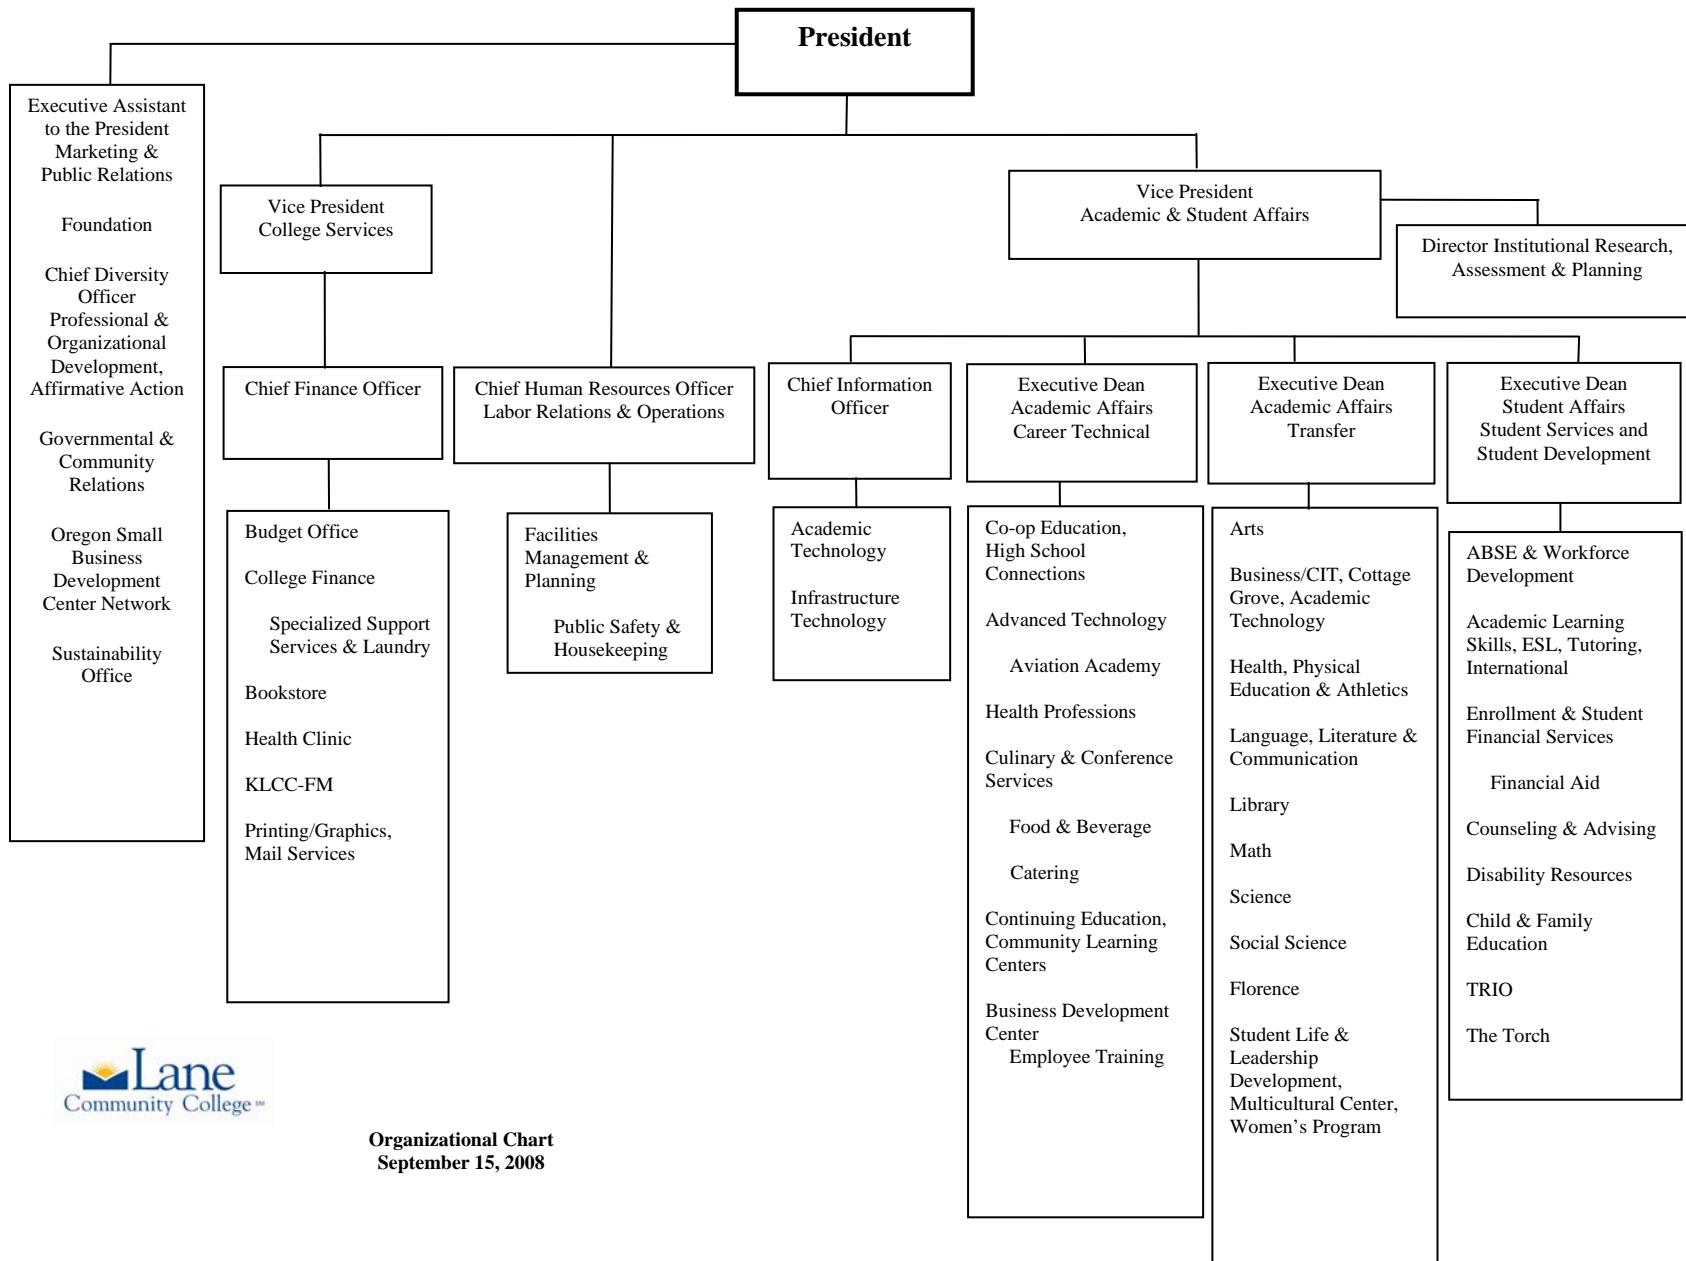 President
Executive Assistant
to the President
Marketing &
Public Relations
Foundation
Chief Diversity
Officer
Professional &
Organizational
Development,
Affirmative Action
Governmental &
Community
Relations
Oregon Small
Business
Development
Center Network
Sustainability
Office
Vice President
College Services
Vice President
Academic & Student Affairs
Director Institutional Research,
Assessment & Planning
Chief Finance Officer
Chief Human Resources Officer
Labor Relations & Operations
Chief Information
Officer
Executive Dean
Academic Affairs
Career Technical
Executive Dean
Academic Affairs
Transfer
Executive Dean
Student Affairs
Student Services and
Student Development
Budget Office
College Finance
Specialized Support
Services & Laundry
Bookstore
Health Clinic
KLCC-FM
Printing/Graphics,
Mail Services
Facilities
Management &
Planning
Public Safety &
Housekeeping
Academic
Technology
Infrastructure
Technology
Co-op Education,
High School
Connections
Advanced Technology
Aviation Academy
Health Professions
Culinary & Conference
Services
Food & Beverage
Catering
Continuing Education,
Community Learning
Centers
Business Development
Center
Employee Training
Arts
Business/CIT, Cottage
Grove, Academic
Technology
Health, Physical
Education & Athletics
Language, Literature &
Communication
Library
Math
Science
Social Science
Florence
Student Life &
Leadership
Development,
Multicultural Center,
Women’s Program
ABSE & Workforce
Development
Academic Learning
Skills, ESL, Tutoring,
International
Enrollment & Student
Financial Services
Financial Aid
Counseling & Advising
Disability Resources
Child & Family
Education
TRIO
The Torch
Lane
Community College℠
Organizational Chart
September 15, 2008